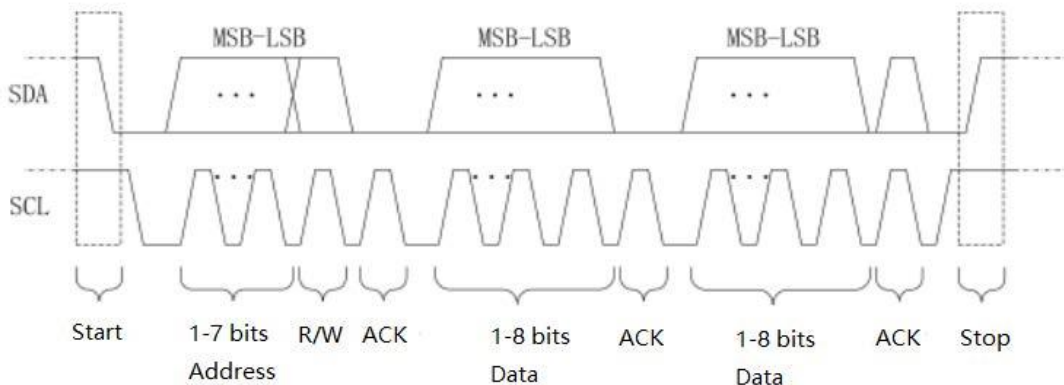 MSB-LSB MSB-LSB MSB-LSB
SDA
SCL
Start 1-7 bits R/W ACK 1-8 bits ACK 1-8 bits ACK Stop
Address Data Data